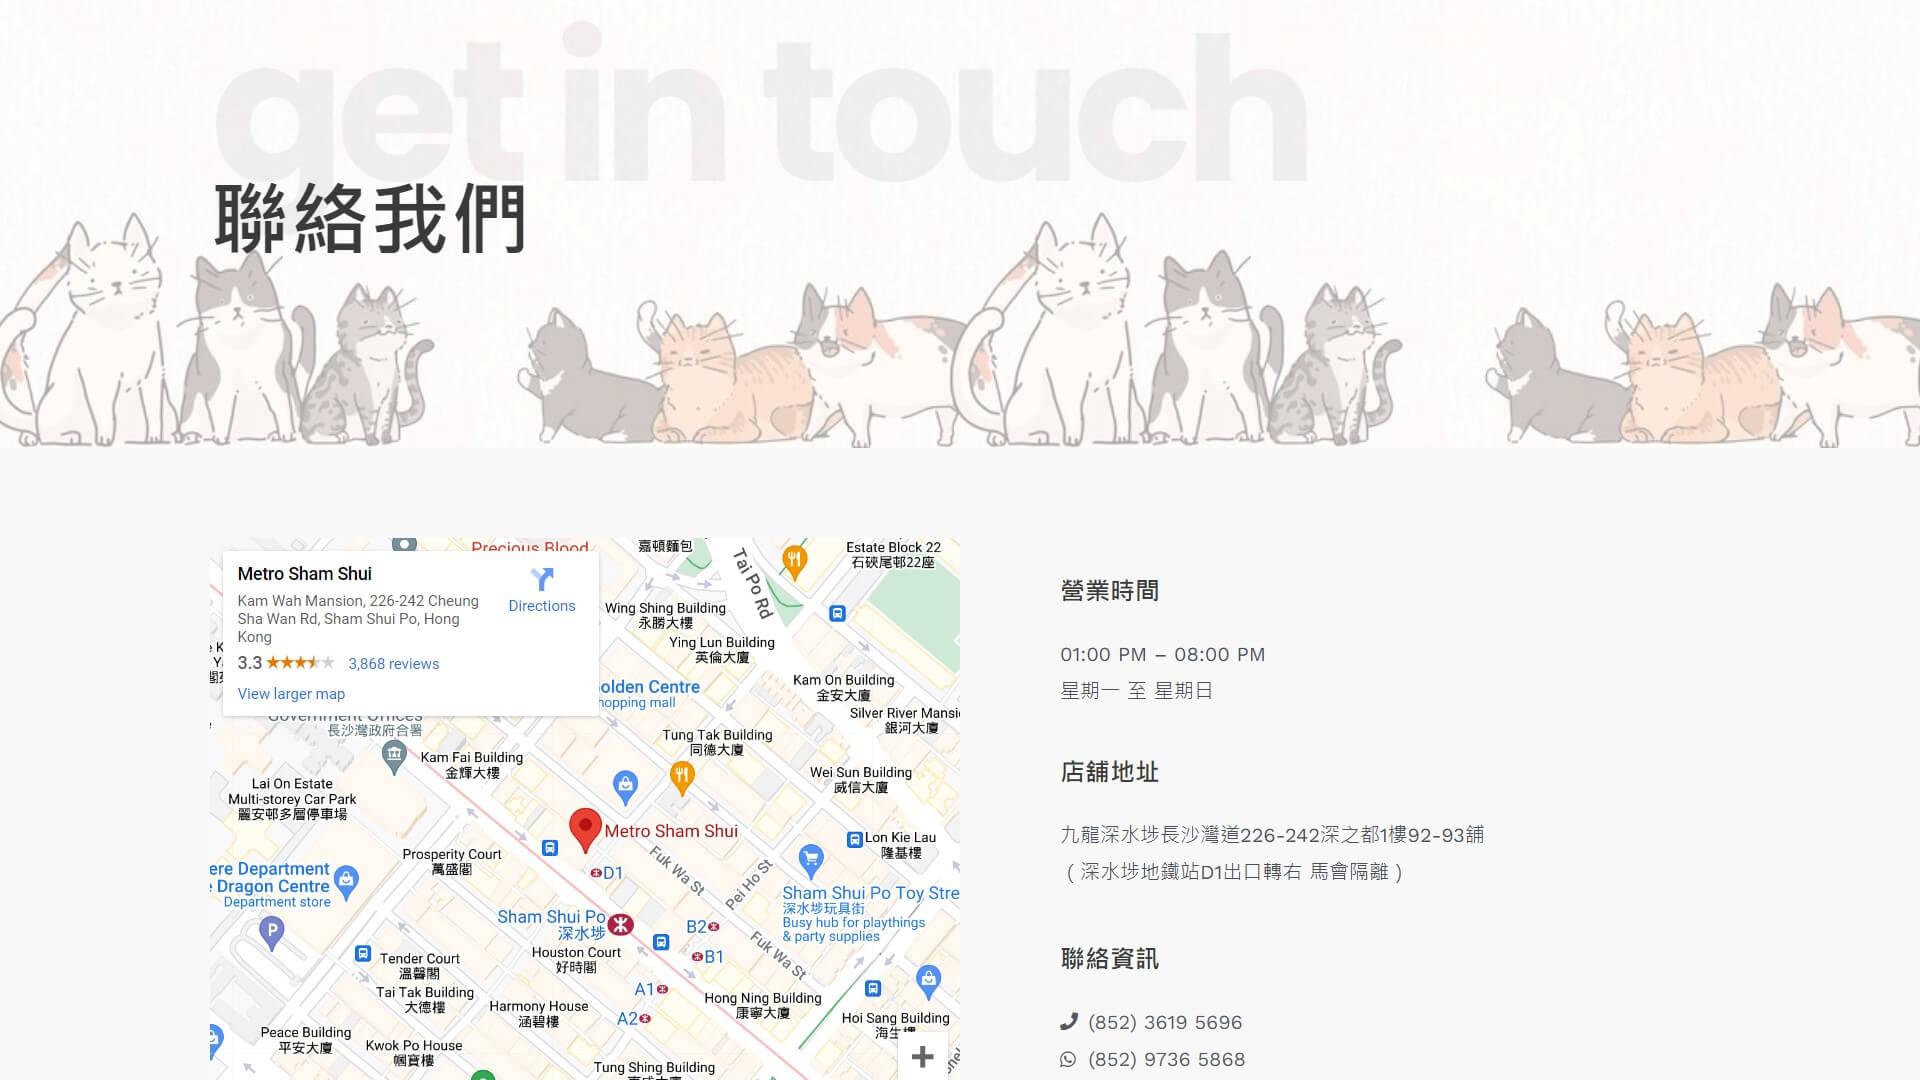 get in touch
聯絡我們
Metro Sham Shui
Kam Wah Mansion, 226-242 Cheung
Sha Wan Rd, Sham Shui Po, Hong
Kong
3.3
3,868 reviews
View larger map
Directions
Precious Blood
嘉頓麵包
Tai Po Rd
Estate Block 22
石硤尾邨22座
Wing Shing Building
永勝大樓
Ying Lun Building
英倫大廈
Kam On Building
金安大廈
olden Centre
hopping mall
Silver River Mansi
銀河大廈
Government Offices
長沙灣政府合署
Tung Tak Building
同德大廈
Kam Fai Building
金輝大樓
Wei Sun Building
威信大廈
Lai On Estate
Multi-storey Car Park
麗安邨多層停車場
Metro Sham Shui
Lon Kie Lau
隆基樓
Prosperity Court
萬盛閣
D1
Fuk Wa St
Pei Ho St
ere Department
Dragon Centre
Department store
Sham Shui Po Toy Stre
深水埗玩具街
Busy hub for playthings
& party supplies
P
Sham Shui Po
深水埗
B2
B1
Fuk Wa St
Houston Court
好時閣
Tender Court
溫馨閣
A1
Tai Tak Building
大德樓
Harmony House
涵碧樓
Hong Ning Building
康寧大廈
A2
Hoi Sang Building
海生樓
Peace Building
平安大廈
Kwok Po House
幗寶樓
Tung Shing Building
營業時間
01:00 PM – 08:00 PM
星期一 至 星期日
店舖地址
九龍深水埗長沙灣道226-242深之都1樓92-93舖
( 深水埗地鐵站D1出口轉右 馬會隔離 )
聯絡資訊
(852) 3619 5696
(852) 9736 5868